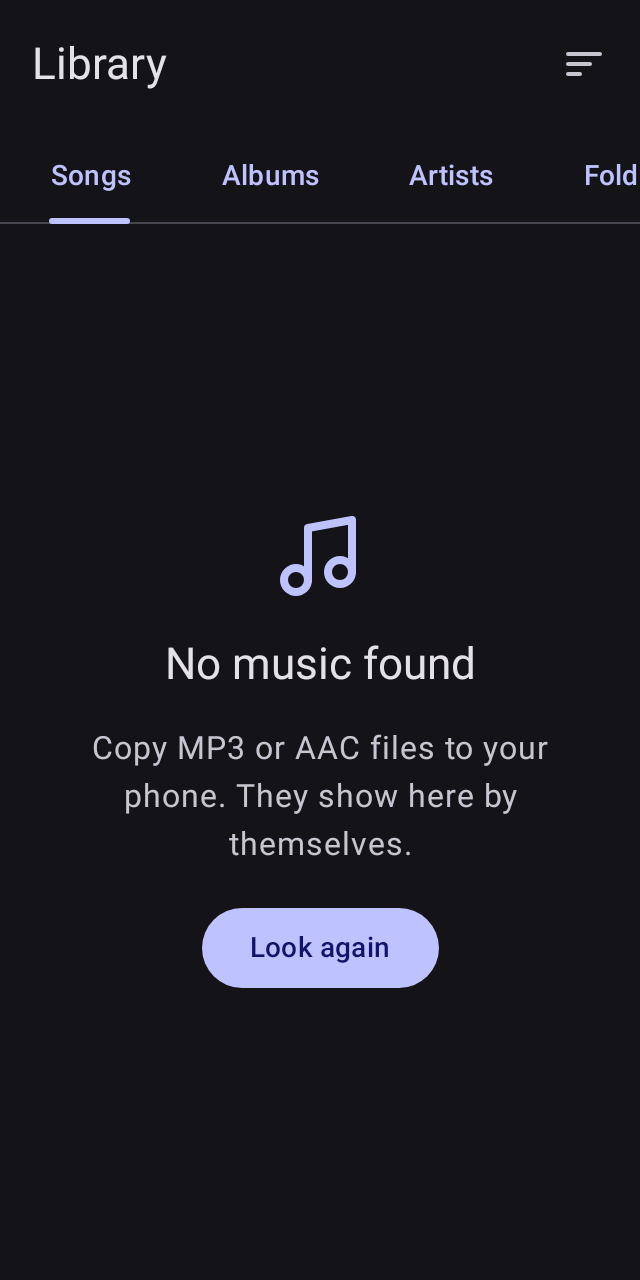 Library
Songs
Albums
Artists
Fold
No music found
Copy MP3 or AAC files to your
phone. They show here by
themselves.
Look again